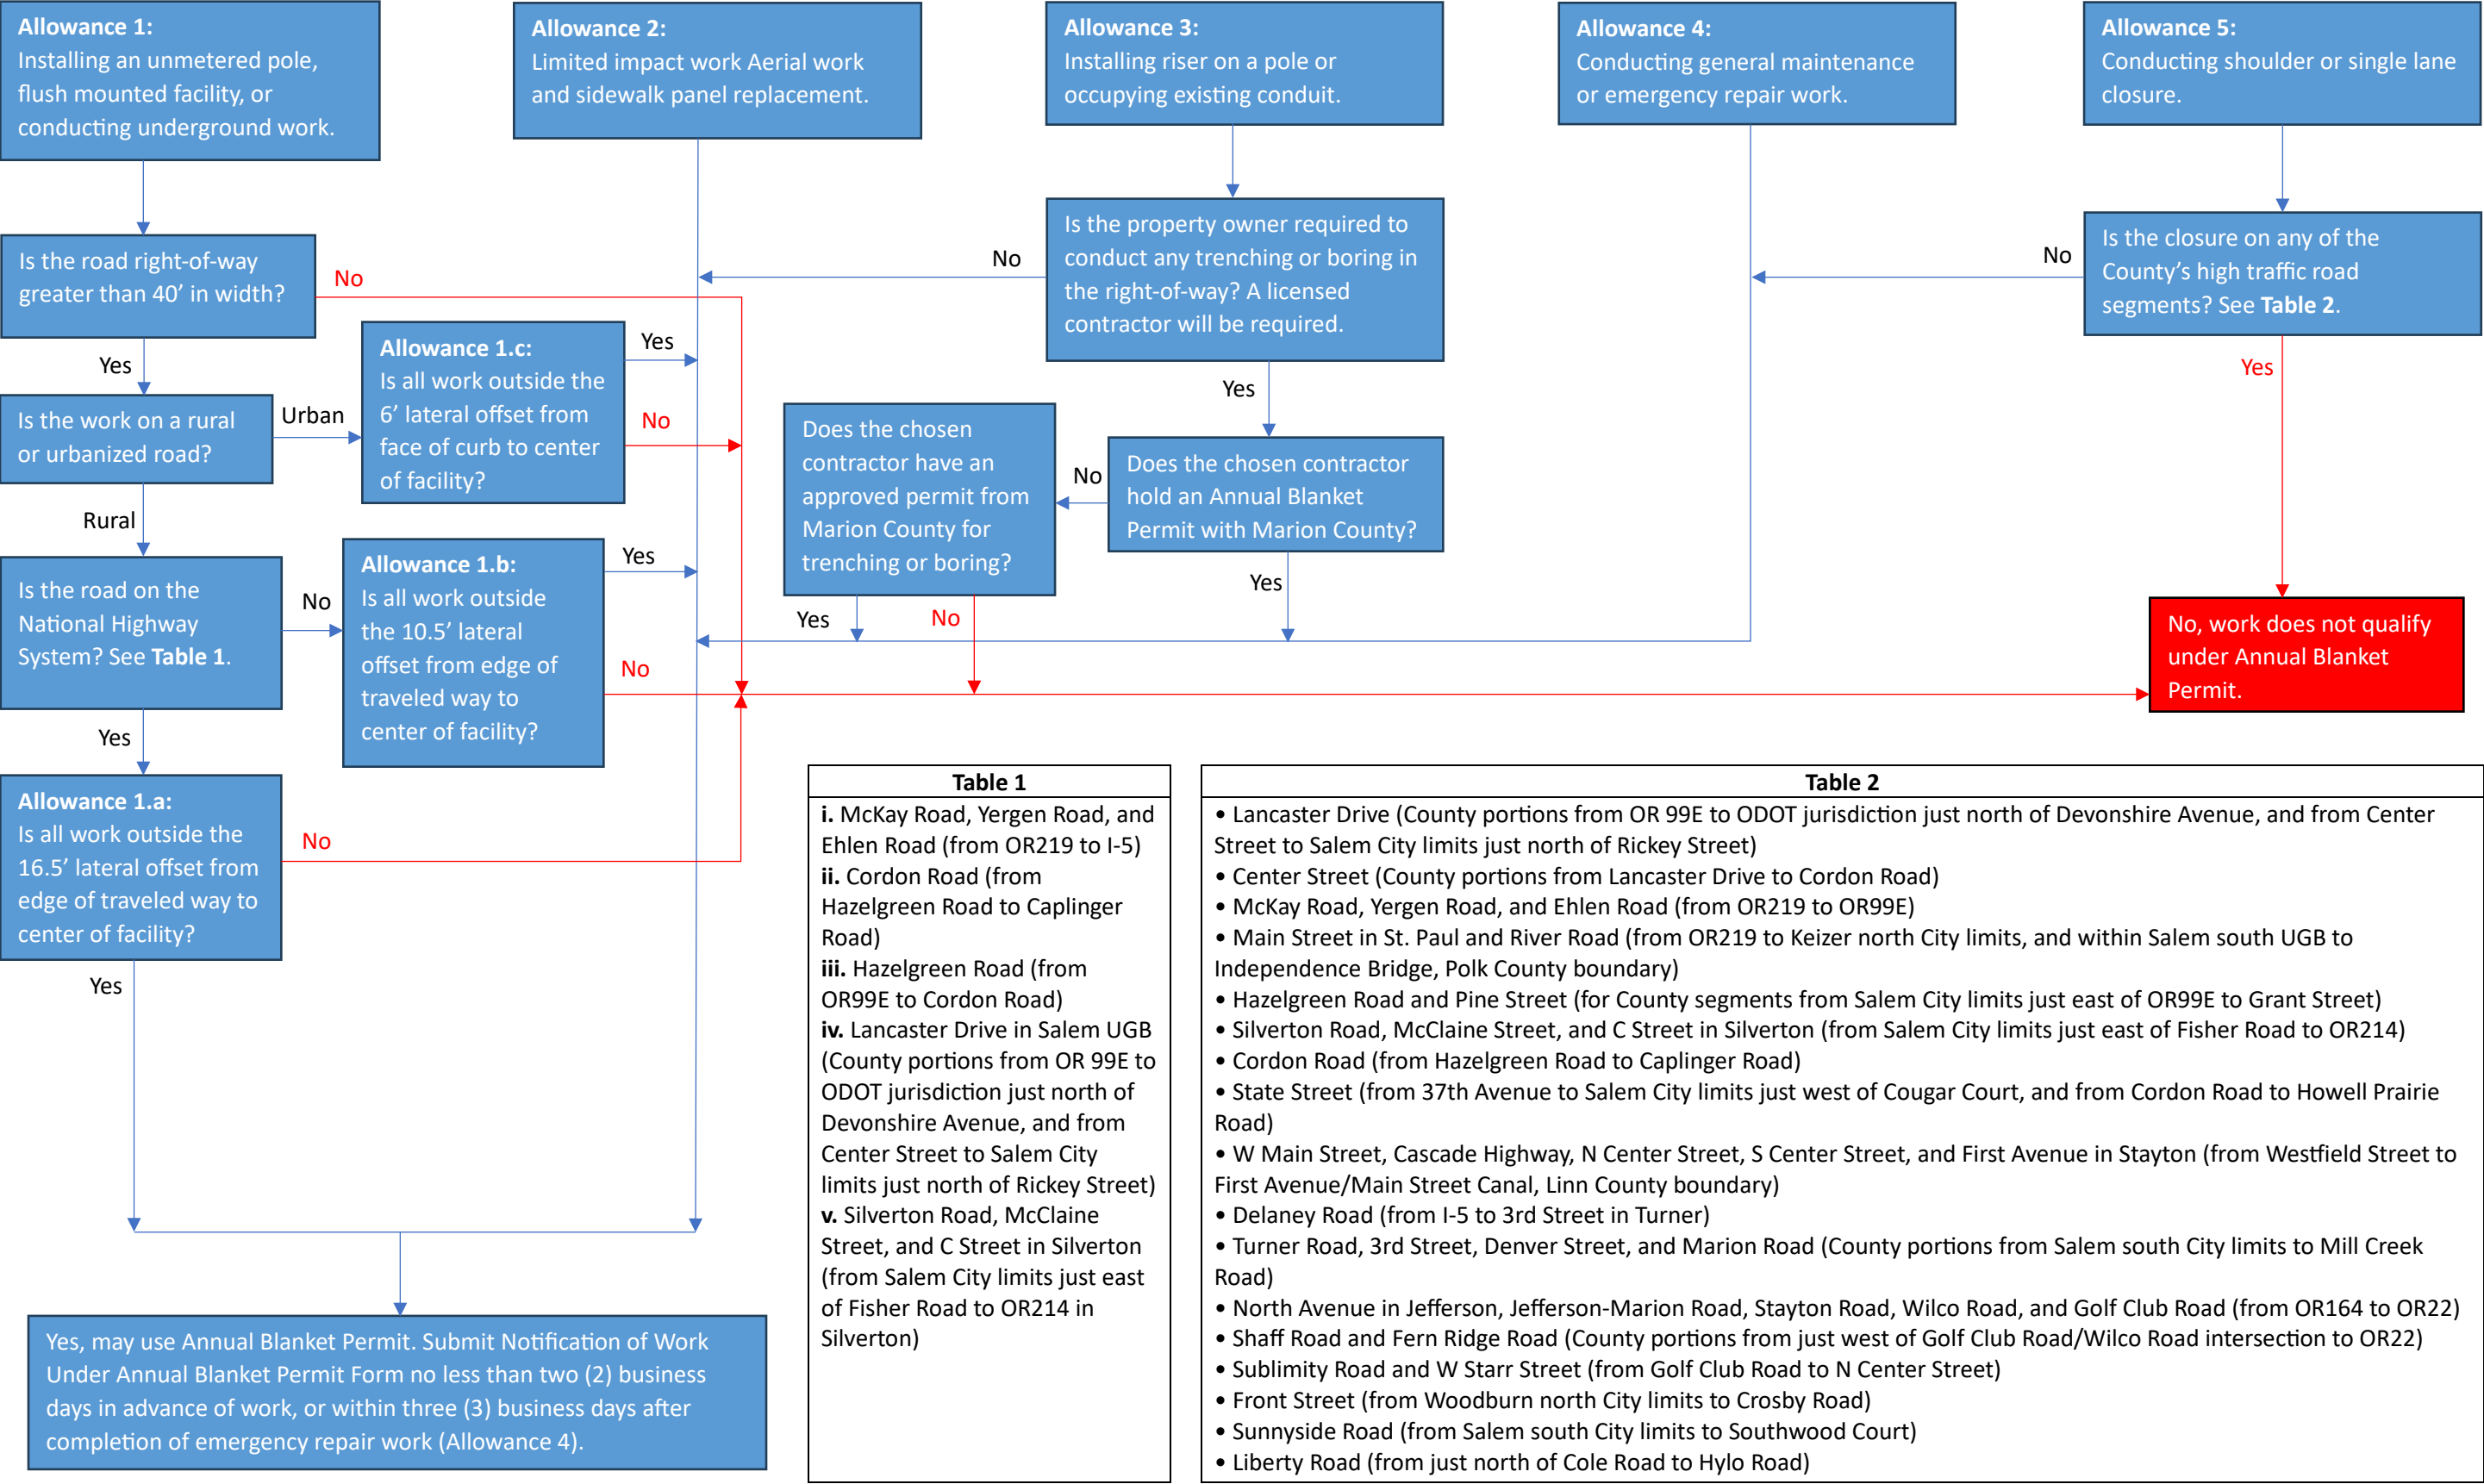 Allowance 1:
Installing an unmetered pole,
flush mounted facility, or
conducting underground work.
Allowance 2:
Limited impact work Aerial work
and sidewalk panel replacement.
Allowance 3:
Installing riser on a pole or
occupying existing conduit.
Allowance 4:
Conducting general maintenance
or emergency repair work.
Allowance 5:
Conducting shoulder or single lane
closure.
Is the road right-of-way
greater than 40’ in width?
No
Yes
Is the work on a rural
or urbanized road?
Urban
Rural
Allowance 1.c:
Is all work outside the
6’ lateral offset from
face of curb to center
of facility?
Yes
No
Is the road on the
National Highway
System? See Table 1.
No
Yes
Allowance 1.b:
Is all work outside
the 10.5’ lateral
offset from edge of
traveled way to
center of facility?
Yes
No
Allowance 1.a:
Is all work outside the
16.5’ lateral offset from
edge of traveled way to
center of facility?
No
Yes
Is the property owner required to
conduct any trenching or boring in
the right-of-way? A licensed
contractor will be required.
No
Yes
Does the chosen contractor
hold an Annual Blanket
Permit with Marion County?
No
Yes
Does the chosen
contractor have an
approved permit from
Marion County for
trenching or boring?
Yes
No
Is the closure on any of the
County’s high traffic road
segments? See Table 2.
No
Yes
No, work does not qualify
under Annual Blanket
Permit.
Yes, may use Annual Blanket Permit. Submit Notification of Work
Under Annual Blanket Permit Form no less than two (2) business
days in advance of work, or within three (3) business days after
completion of emergency repair work (Allowance 4).
Table 1
i. McKay Road, Yergen Road, and
Ehlen Road (from OR219 to I-5)
ii. Cordon Road (from
Hazelgreen Road to Caplinger
Road)
iii. Hazelgreen Road (from
OR99E to Cordon Road)
iv. Lancaster Drive in Salem UGB
(County portions from OR 99E to
ODOT jurisdiction just north of
Devonshire Avenue, and from
Center Street to Salem City
limits just north of Rickey Street)
v. Silverton Road, McClaine
Street, and C Street in Silverton
(from Salem City limits just east
of Fisher Road to OR214 in
Silverton)
Table 2
• Lancaster Drive (County portions from OR 99E to ODOT jurisdiction just north of Devonshire Avenue, and from Center
Street to Salem City limits just north of Rickey Street)
• Center Street (County portions from Lancaster Drive to Cordon Road)
• McKay Road, Yergen Road, and Ehlen Road (from OR219 to OR99E)
• Main Street in St. Paul and River Road (from OR219 to Keizer north City limits, and within Salem south UGB to
Independence Bridge, Polk County boundary)
• Hazelgreen Road and Pine Street (for County segments from Salem City limits just east of OR99E to Grant Street)
• Silverton Road, McClaine Street, and C Street in Silverton (from Salem City limits just east of Fisher Road to OR214)
• Cordon Road (from Hazelgreen Road to Caplinger Road)
• State Street (from 37th Avenue to Salem City limits just west of Cougar Court, and from Cordon Road to Howell Prairie
Road)
• W Main Street, Cascade Highway, N Center Street, S Center Street, and First Avenue in Stayton (from Westfield Street to
First Avenue/Main Street Canal, Linn County boundary)
• Delaney Road (from I-5 to 3rd Street in Turner)
• Turner Road, 3rd Street, Denver Street, and Marion Road (County portions from Salem south City limits to Mill Creek
Road)
• North Avenue in Jefferson, Jefferson-Marion Road, Stayton Road, Wilco Road, and Golf Club Road (from OR164 to OR22)
• Shaff Road and Fern Ridge Road (County portions from just west of Golf Club Road/Wilco Road intersection to OR22)
• Sublimity Road and W Starr Street (from Golf Club Road to N Center Street)
• Front Street (from Woodburn north City limits to Crosby Road)
• Sunnyside Road (from Salem south City limits to Southwood Court)
• Liberty Road (from just north of Cole Road to Hylo Road)